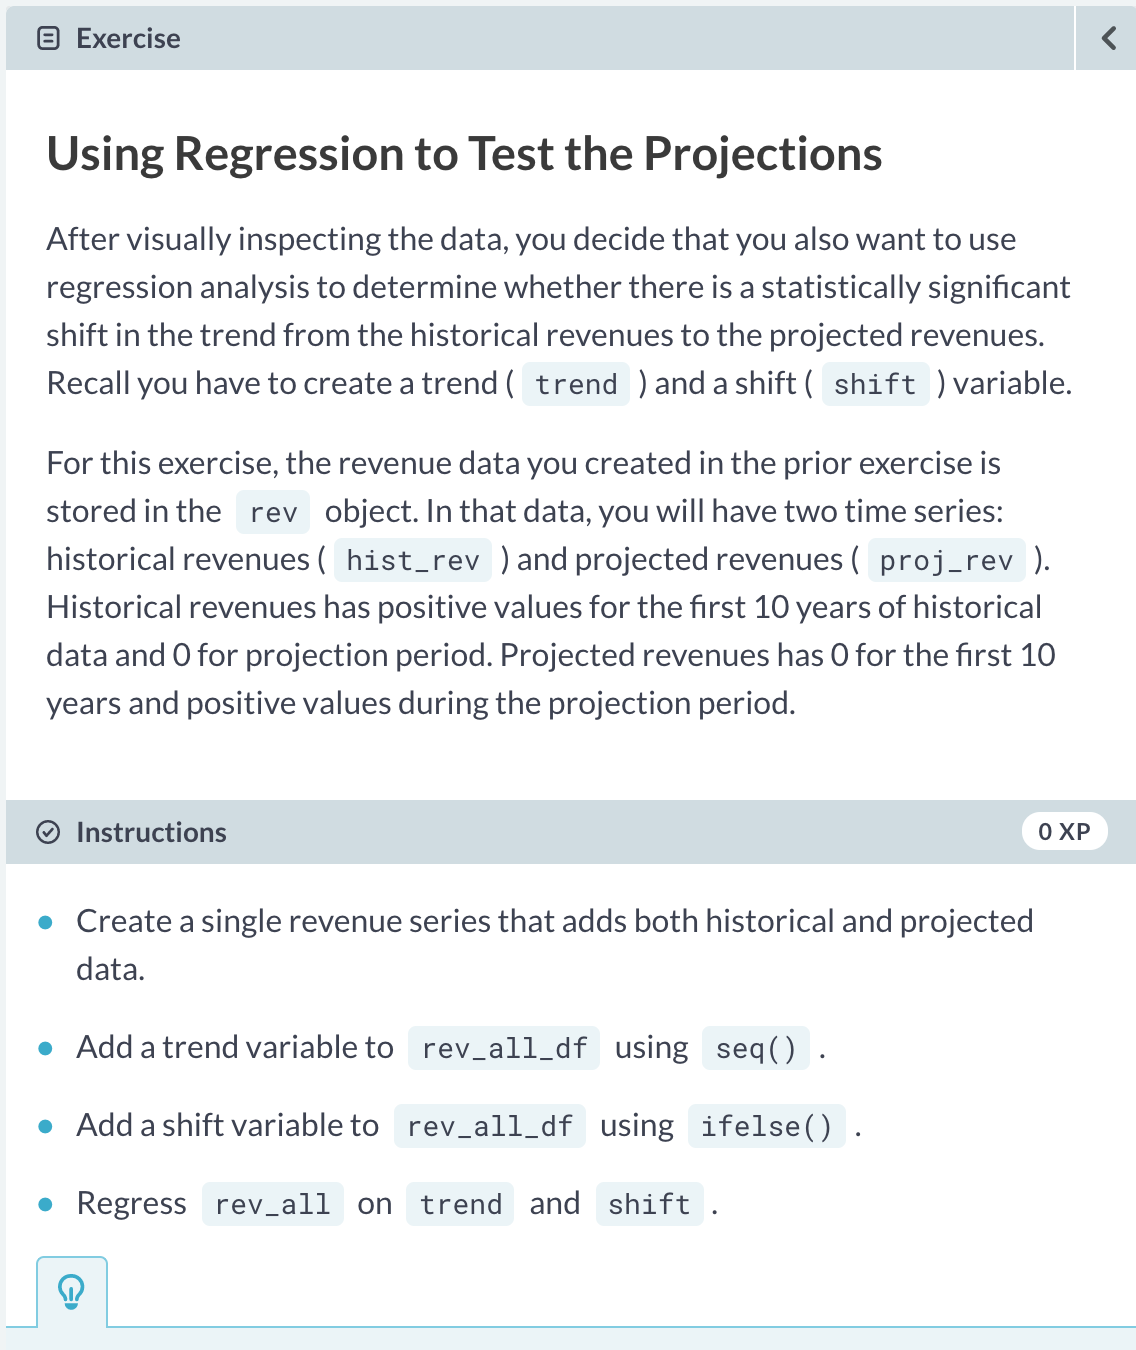 Exercise
Using Regression to Test the Projections
After visually inspecting the data, you decide that you also want to use
regression analysis to determine whether there is a statistically significant
shift in the trend from the historical revenues to the projected revenues.
Recall you have to create a trend ( trend ) and a shift ( shift ) variable.
For this exercise, the revenue data you created in the prior exercise is
stored in the rev object. In that data, you will have two time series:
historical revenues ( hist_rev ) and projected revenues ( proj_rev ).
Historical revenues has positive values for the first 10 years of historical
data and 0 for projection period. Projected revenues has 0 for the first 10
years and positive values during the projection period.
Instructions
0 XP
Create a single revenue series that adds both historical and projected
data.
Add a trend variable to rev_all_df using seq() .
Add a shift variable to rev_all_df using ifelse() .
Regress rev_all on trend and shift .